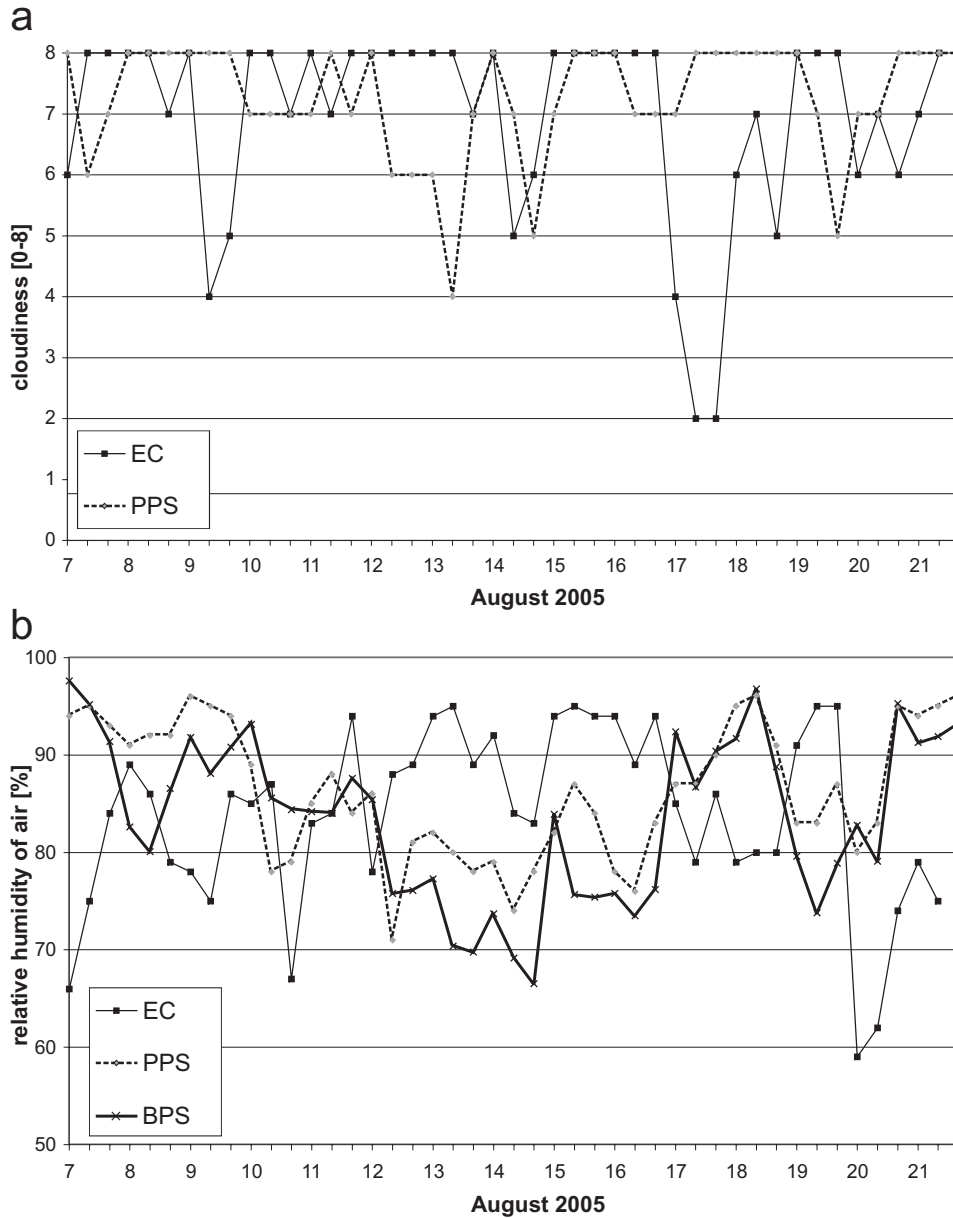 a
8
7
6
5
4
3
2
1
0
cloudiness [0-8]
EC
PPS
7 8 9 10 11 12 13 14 15 16 17 18 19 20 21
August 2005
b
100
90
80
70
60
50
relative humidity of air [%]
EC
PPS
BPS
7 8 9 10 11 12 13 14 15 16 17 18 19 20 21
August 2005